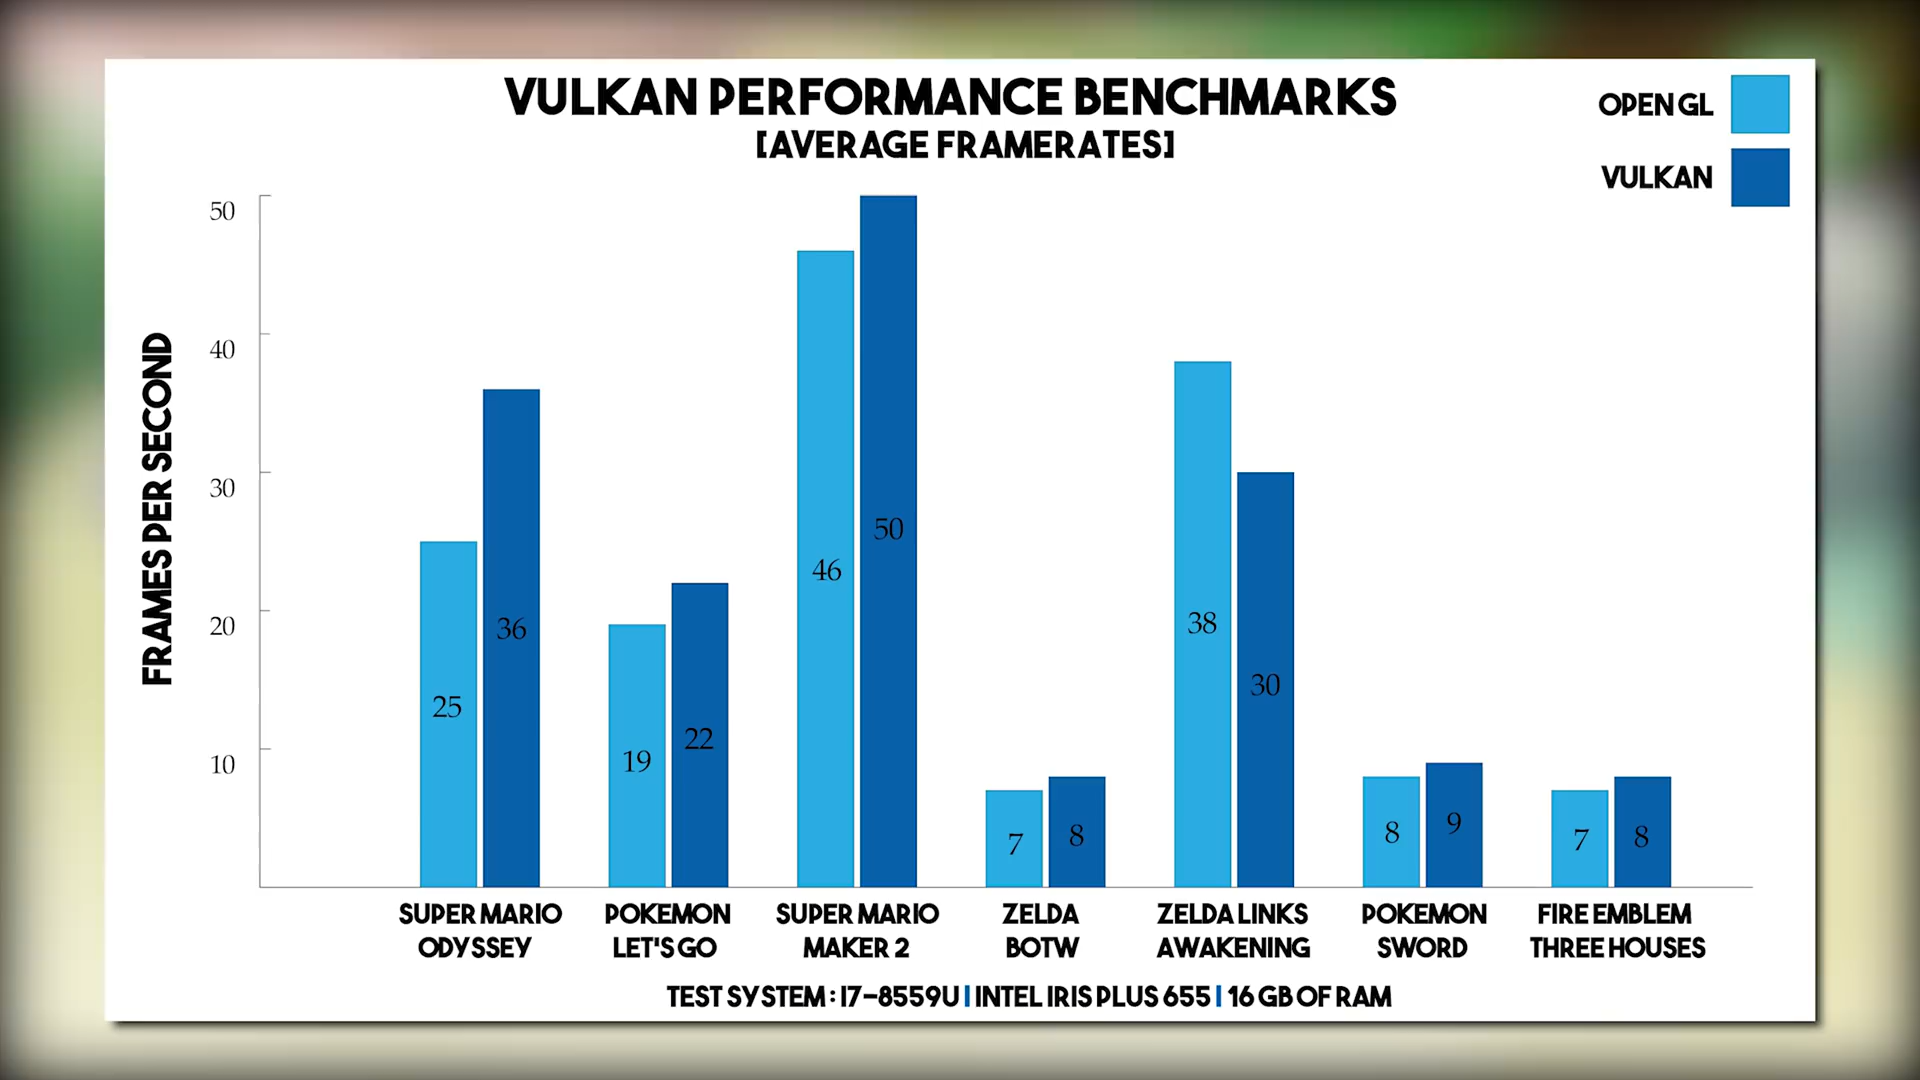 VULKAN PERFORMANCE BENCHMARKS
[AVERAGE FRAMERATES]
OPEN GL
VULKAN
FRAMES PER SECOND
50
40
30
20
10
25
36
19
22
46
50
7
8
38
30
8
9
7
8
SUPER MARIO
ODYSSEY
POKEMON
LET'S GO
SUPER MARIO
MAKER 2
ZELDA
BOTW
ZELDA LINKS
AWAKENING
POKEMON
SWORD
FIRE EMBLEM
THREE HOUSES
TEST SYSTEM: I7-8559U | INTEL IRIS PLUS 655 | 16 GB OF RAM